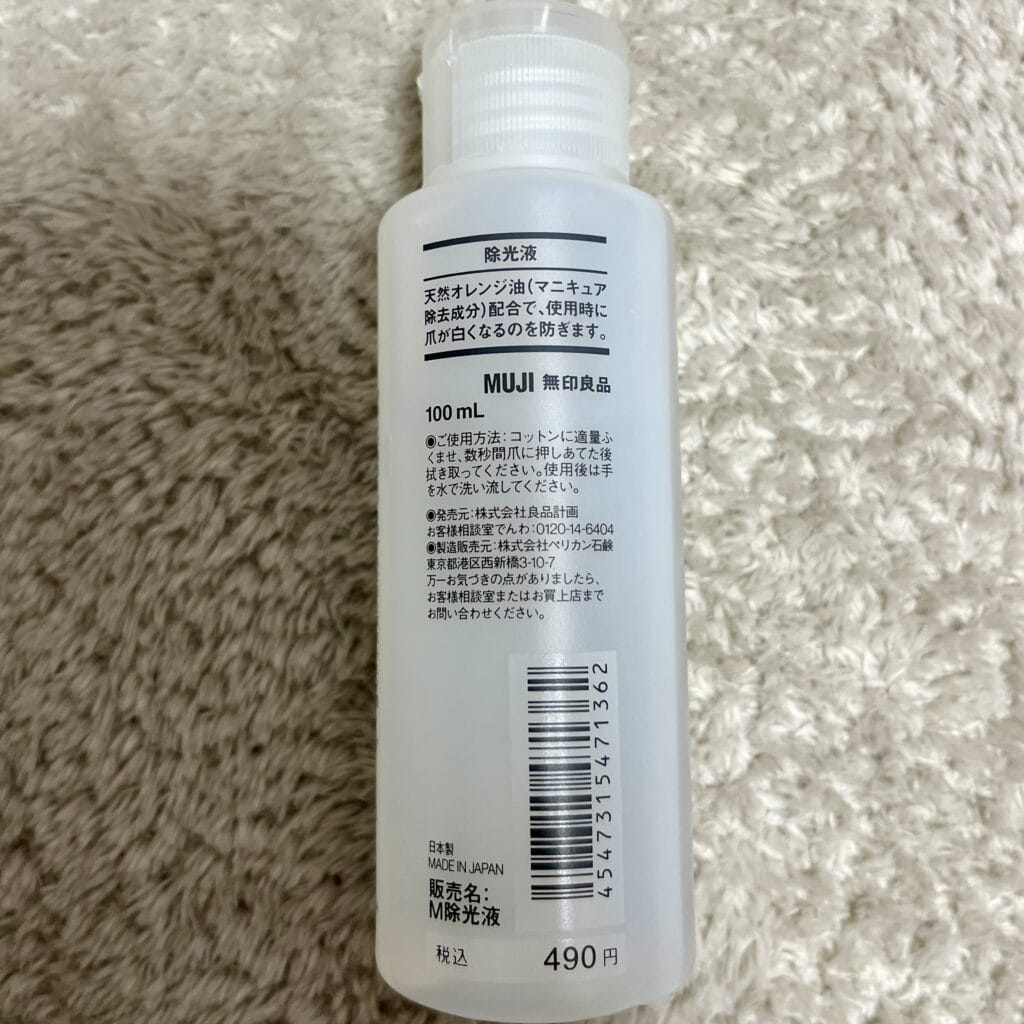 除光液
天然オレンジ油(マニキュア
除去成分)配合で、使用時に
爪が白くなるのを防ぎます。
MUJI 無印良品
100 mL
◉ご使用方法：コットンに適量ふ
くませ、数秒間爪に押しあてた後
拭き取ってください。使用後は手
を水で洗い流してください。
◉発売元：株式会社良品計画
お客様相談室でんわ：0120-14-6404
◉製造販売元：株式会社ペリカン石鹸
東京都港区西新橋3-10-7
万一お気づきの点がありましたら、
お客様相談室またはお買上店まで
お問い合わせください。
4547315471362
日本製
MADE IN JAPAN
販売名：
M除光液
税込 490円